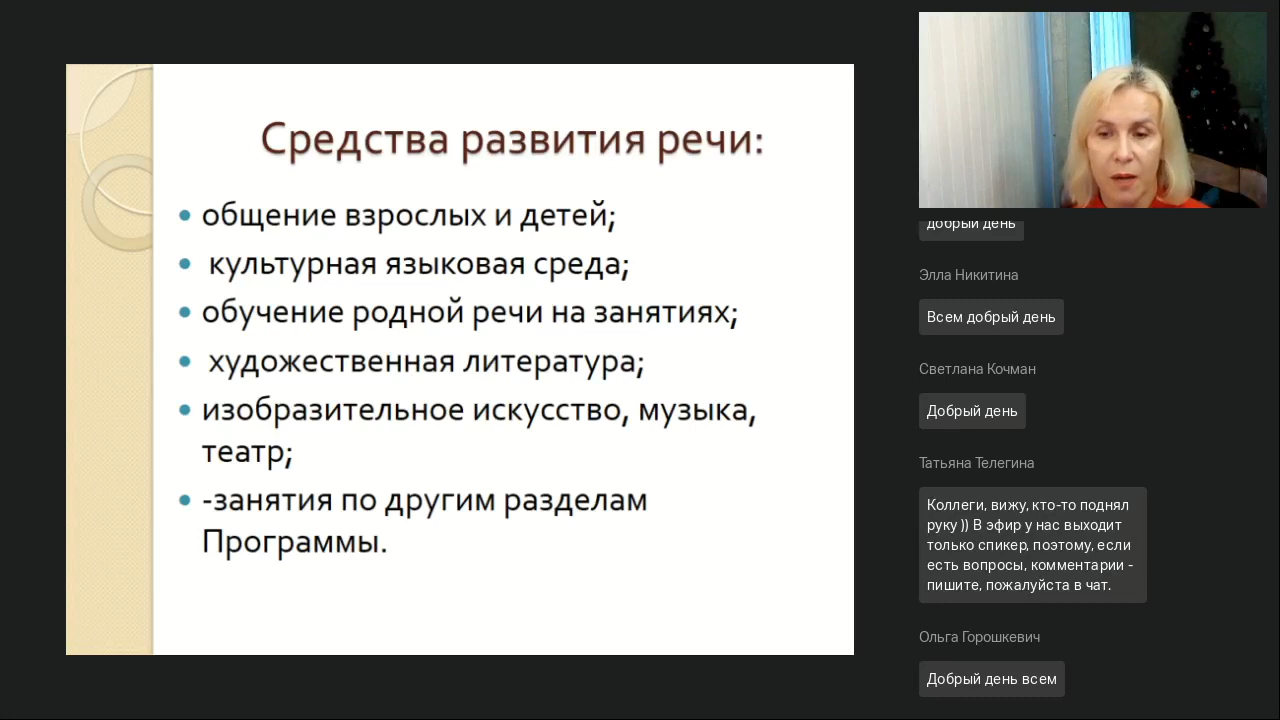 Средства развития речи:
общение взрослых и детей;
культурная языковая среда;
обучение родной речи на занятиях;
художественная литература;
изобразительное искусство, музыка,
театр;
-занятия по другим разделам
Программы.
добрый день
Элла Никитина
Всем добрый день
Светлана Кочман
Добрый день
Татьяна Телегина
Коллеги, вижу, кто-то поднял
руку )) В эфир у нас выходит
только спикер, поэтому, если
есть вопросы, комментарии -
пишите, пожалуйста в чат.
Ольга Горошкевич
Добрый день всем